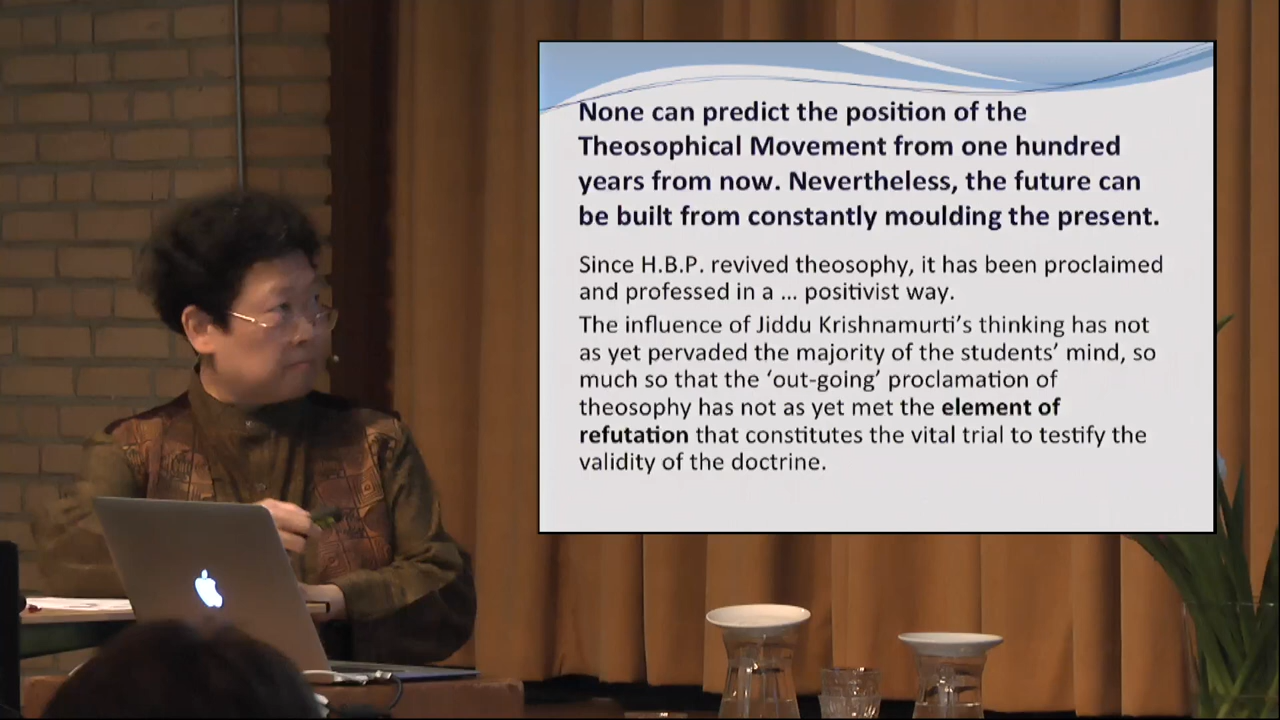 None can predict the position of the
Theosophical Movement from one hundred
years from now. Nevertheless, the future can
be built from constantly moulding the present.
Since H.B.P. revived theosophy, it has been proclaimed
and professed in a ... positivist way.
The influence of Jiddu Krishnamurti's thinking has not
as yet pervaded the majority of the students' mind, so
much so that the 'out-going' proclamation of
theosophy has not as yet met the element of
refutation that constitutes the vital trial to testify the
validity of the doctrine.